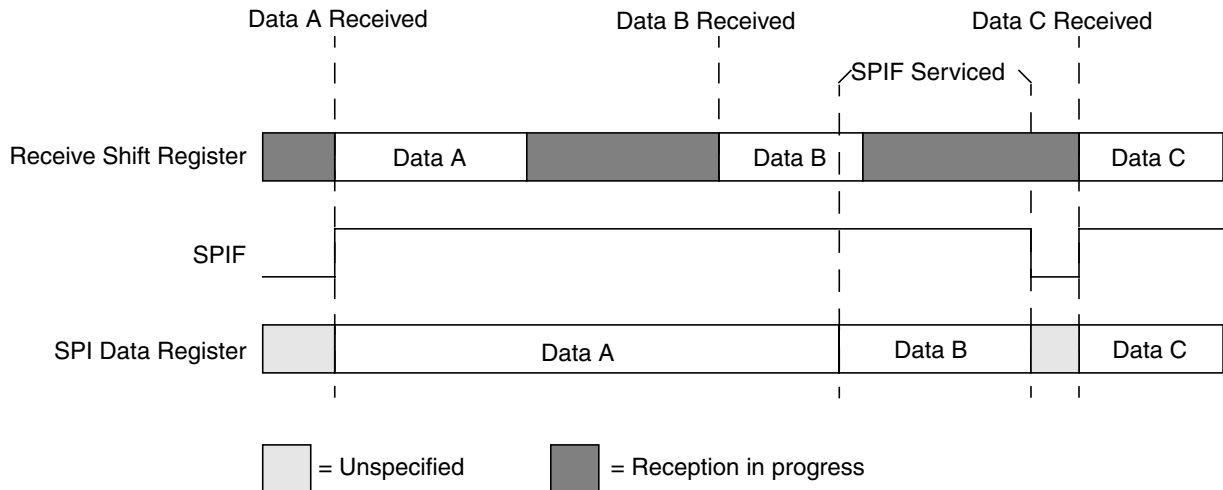 Data A Received
Data B Received
Data C Received
SPIF Serviced
Receive Shift Register
Data A
Data B
Data C
SPIF
SPI Data Register
Data A
Data B
Data C
= Unspecified
= Reception in progress